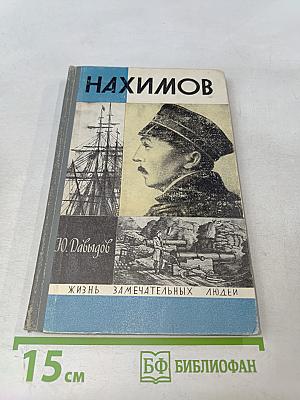 НАХИМОВ
Ю. Давыдов
ЖИЗНЬ ЗАМЕЧАТЕЛЬНЫХ ЛЮДЕЙ
15 см
БФ БИБЛИОФАН